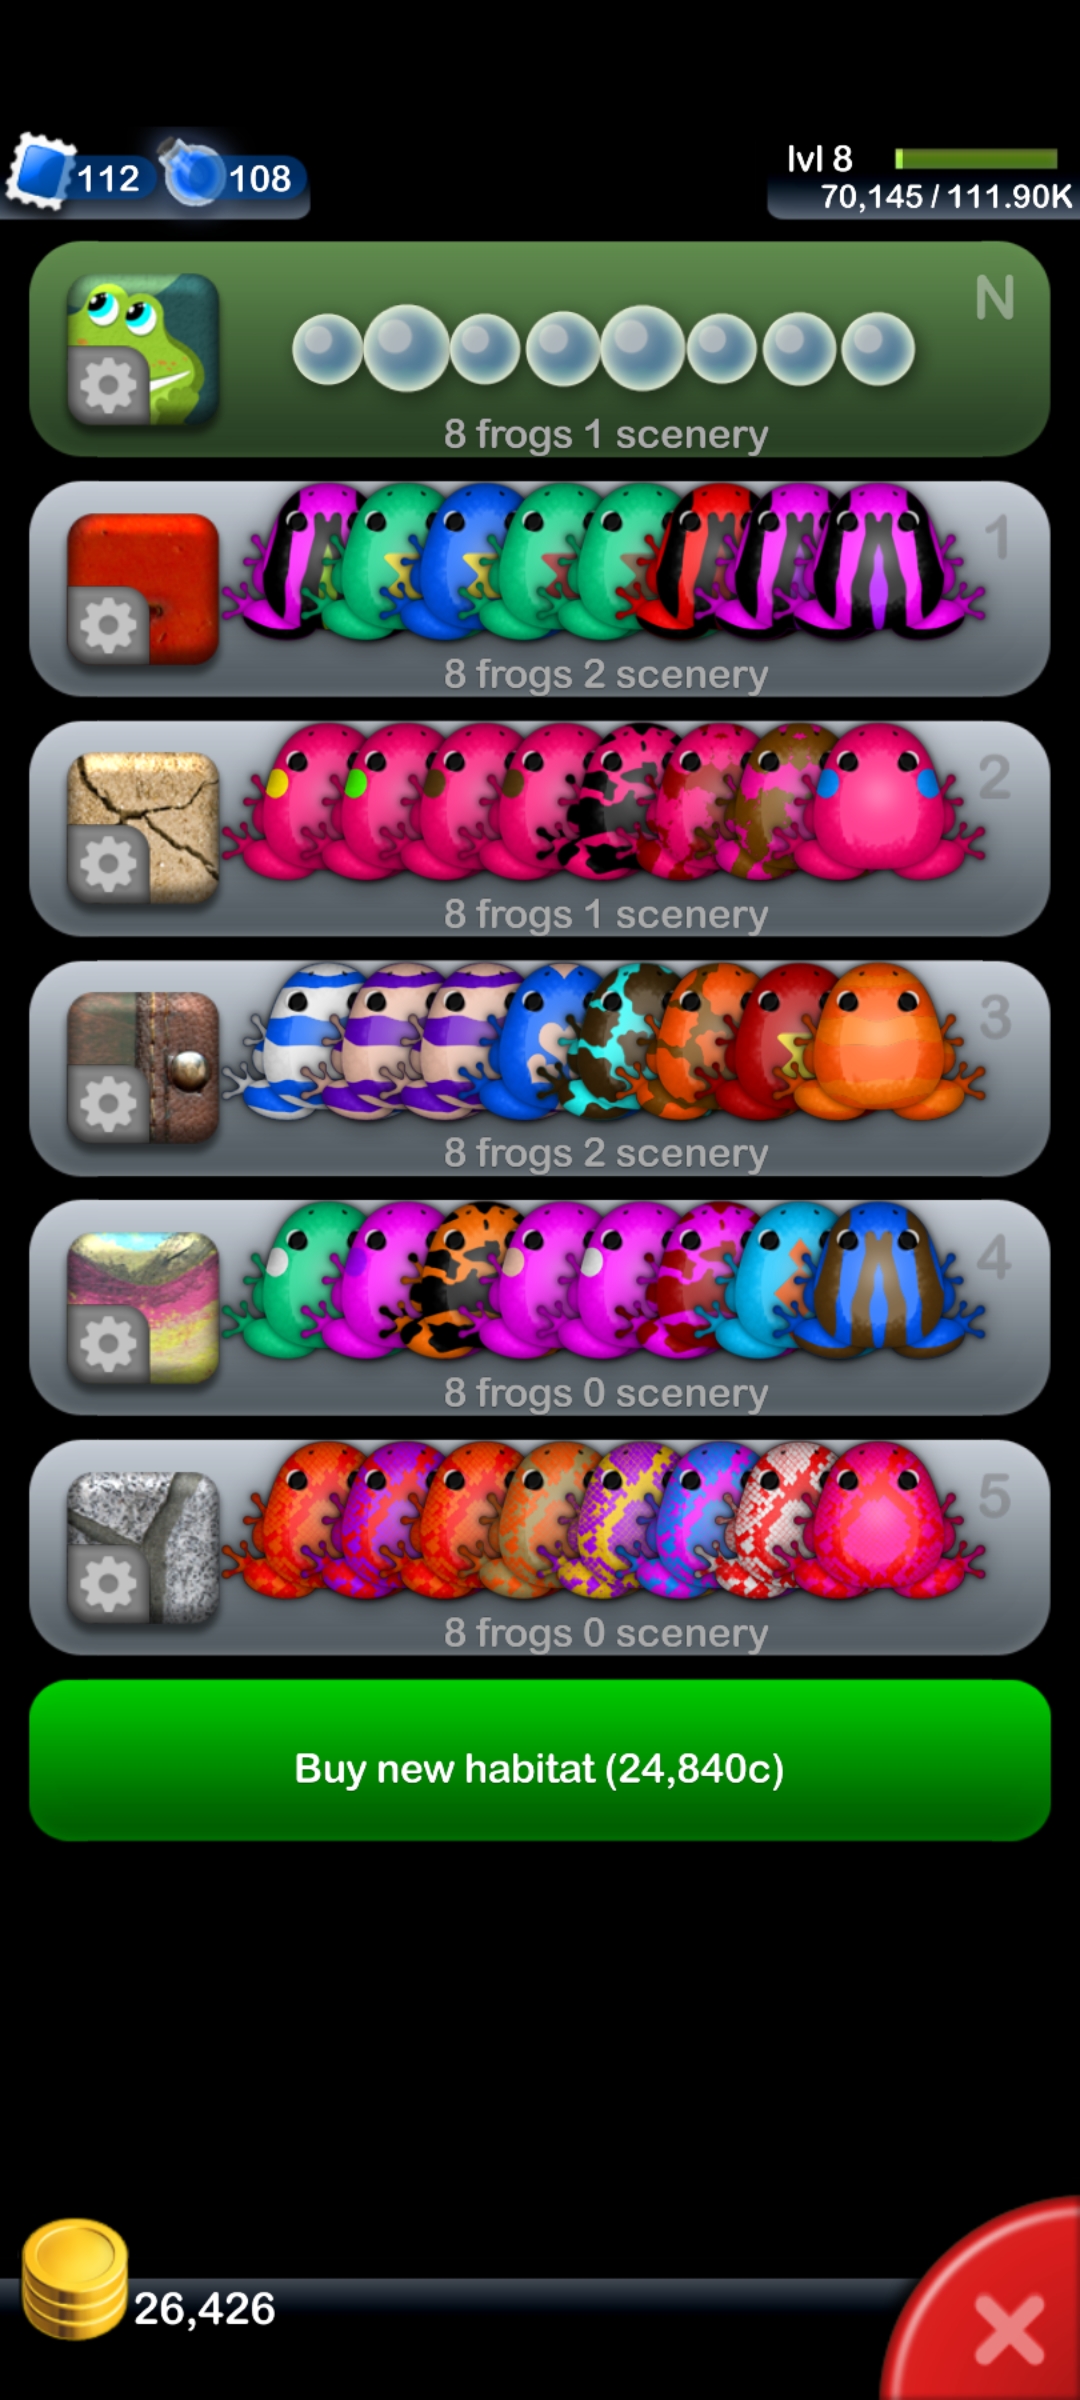 112
108
lvl 8
70,145 / 111.90K
N
8 frogs 1 scenery
1
8 frogs 2 scenery
2
8 frogs 1 scenery
3
8 frogs 2 scenery
4
8 frogs 0 scenery
5
8 frogs 0 scenery
Buy new habitat (24,840c)
26,426